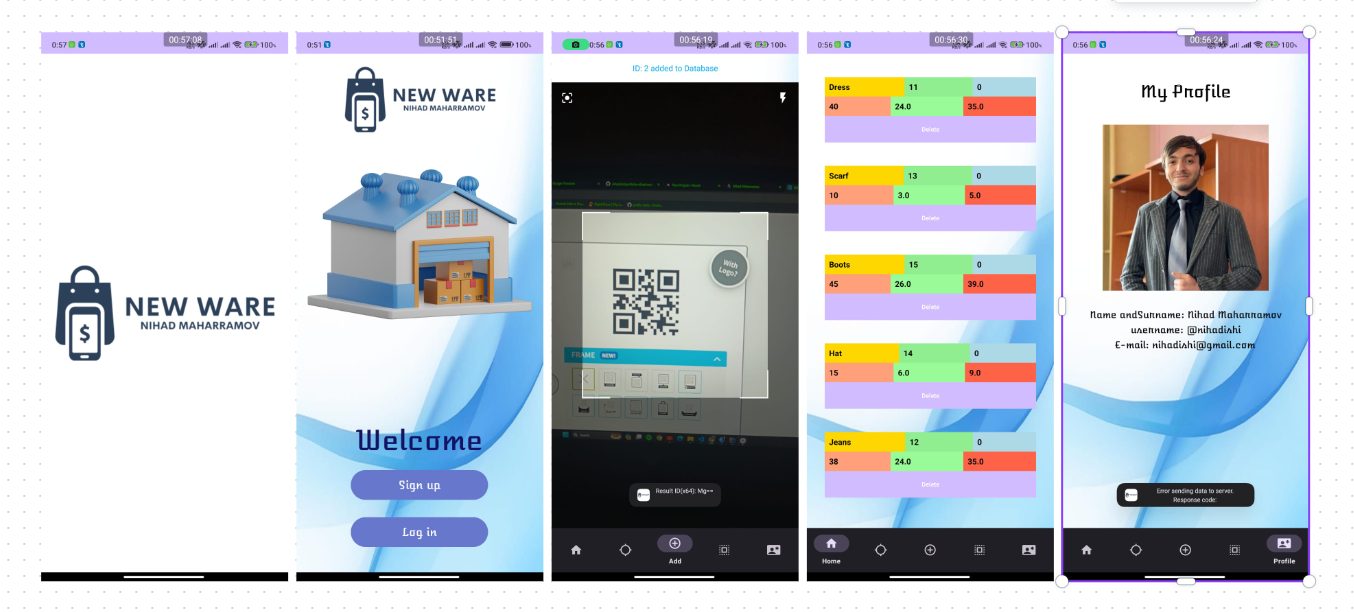 0:57
00:57:08
100%
NEW WARE
NIHAD MAHARRAMOV
$
0:51
00:51:51
100%
NEW WARE
NIHAD MAHARRAMOV
$
Welcome
Sign up
Log in
0:56
00:56:19
100%
ID: 2 added to Database
With
Logo?
FRAME NEW!
Result ID(x64): Mg==
Add
0:56
00:56:30
100%
Dress 11 0
40 24.0 35.0
Delete
Scarf 13 0
10 3.0 5.0
Delete
Boots 15 0
45 26.0 39.0
Delete
Hat 14 0
15 6.0 9.0
Delete
Jeans 12 0
38 24.0 35.0
Delete
Home
0:56
00:56:24
100%
My Profile
Name andSurname: Nihad Maharramov
username: @nihadishi
E-mail: nihadishi@gmail.com
Error sending data to server.
Response code:
Profile